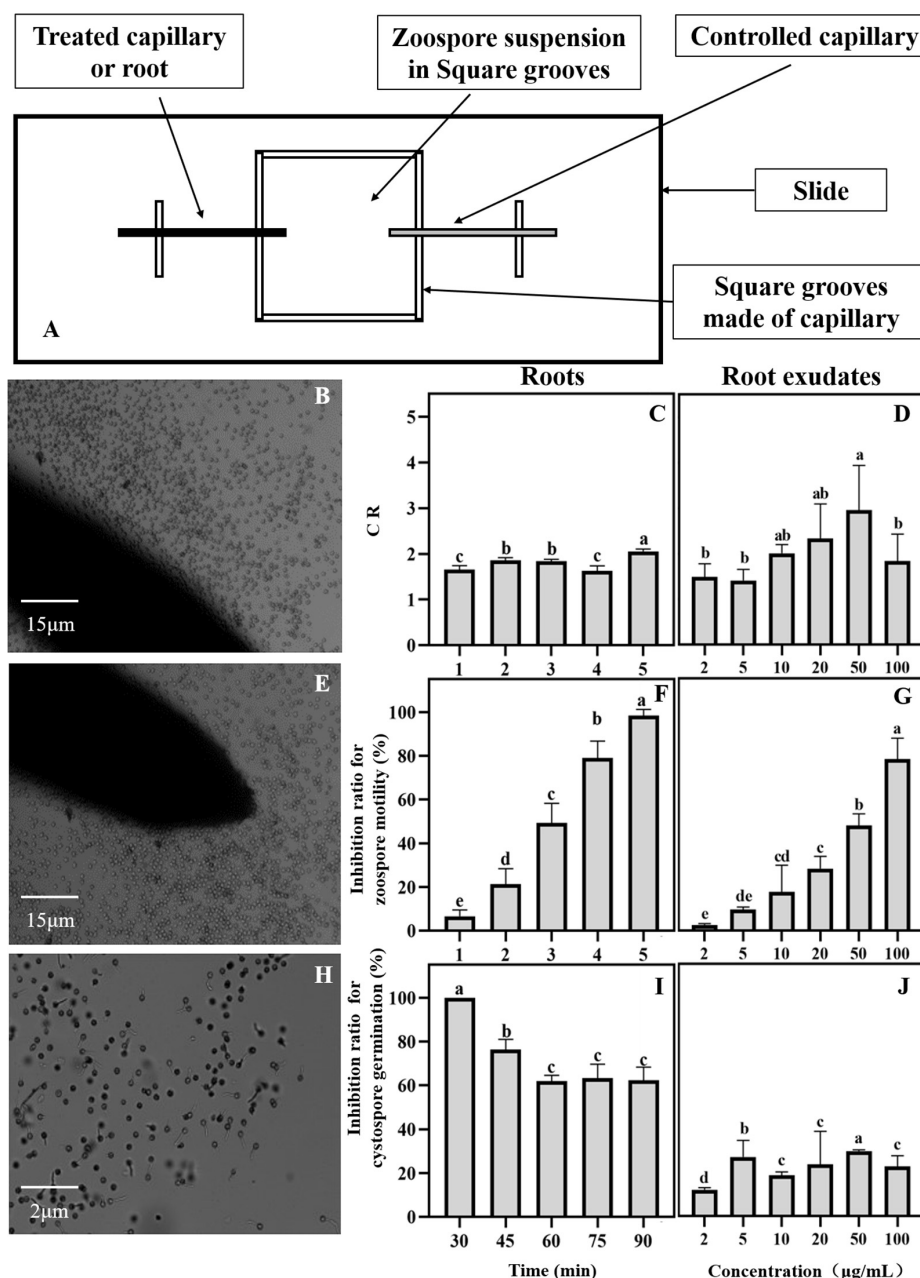 Treated capillary
or root
Zoospore suspension
in Square grooves
Controlled capillary
Slide
Square grooves
made of capillary
A
B
15μm
Roots
Root exudates
C
C R
5
4
3
2
1
0
c
b
b
c
a
1 2 3 4 5
D
b
b
ab
ab
a
b
2 5 10 20 50 100
E
15μm
F
Inhibition ratio for
zoospore motility (%)
100
80
60
40
20
0
e
d
c
b
a
1 2 3 4 5
G
e
de
cd
c
b
a
2 5 10 20 50 100
H
2μm
I
Inhibition ratio for
cystospore germination (%)
100
80
60
40
20
0
a
b
c
c
c
30 45 60 75 90
Time (min)
J
d
b
c
c
a
c
2 5 10 20 50 100
Concentration（μg/mL）